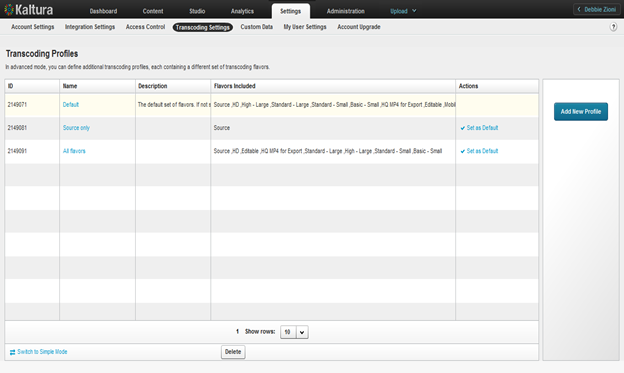 Kaltura Dashboard Content Studio Analytics Settings Administration Upload Debbie Zioni
Account Settings Integration Settings Access Control Transcoding Settings Custom Data My User Settings Account Upgrade ?
Transcoding Profiles
In advanced mode, you can define additional transcoding profiles, each containing a different set of transcoding flavors.
ID Name Description Flavors Included Actions
2149071 Default The default set of flavors. If not s Source ,HD ,High - Large ,Standard - Large ,Standard - Small ,Basic - Small ,HQ MP4 for Export ,Editable ,Mobil
Add New Profile
2149081 Source only Source Set as Default
2149091 All flavors Source ,HD ,Editable ,HQ MP4 for Export ,Standard - Large ,High - Large ,Standard - Small ,Basic - Small Set as Default
1 Show rows: 10
Switch to Simple Mode Delete